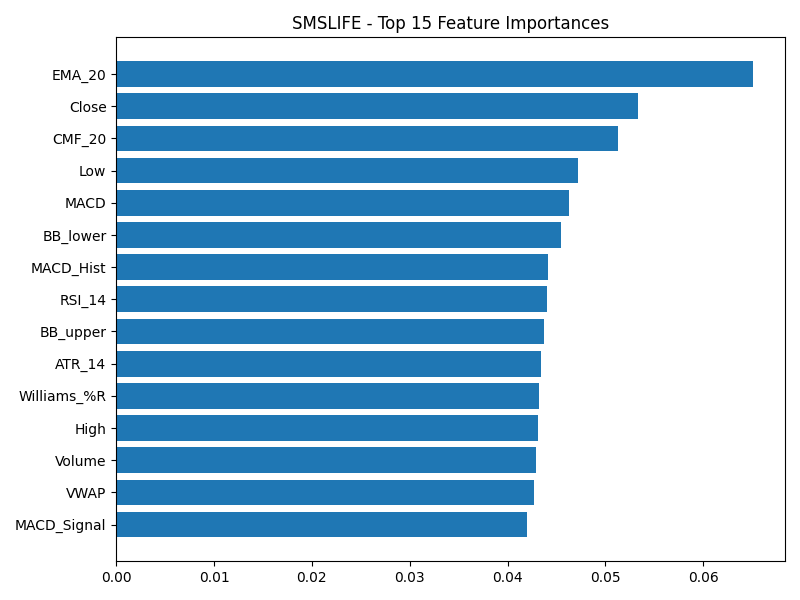 SMSLIFE - Top 15 Feature Importances
EMA_20
Close
CMF_20
Low
MACD
BB_lower
MACD_Hist
RSI_14
BB_upper
ATR_14
Williams_%R
High
Volume
VWAP
MACD_Signal
0.00 0.01 0.02 0.03 0.04 0.05 0.06